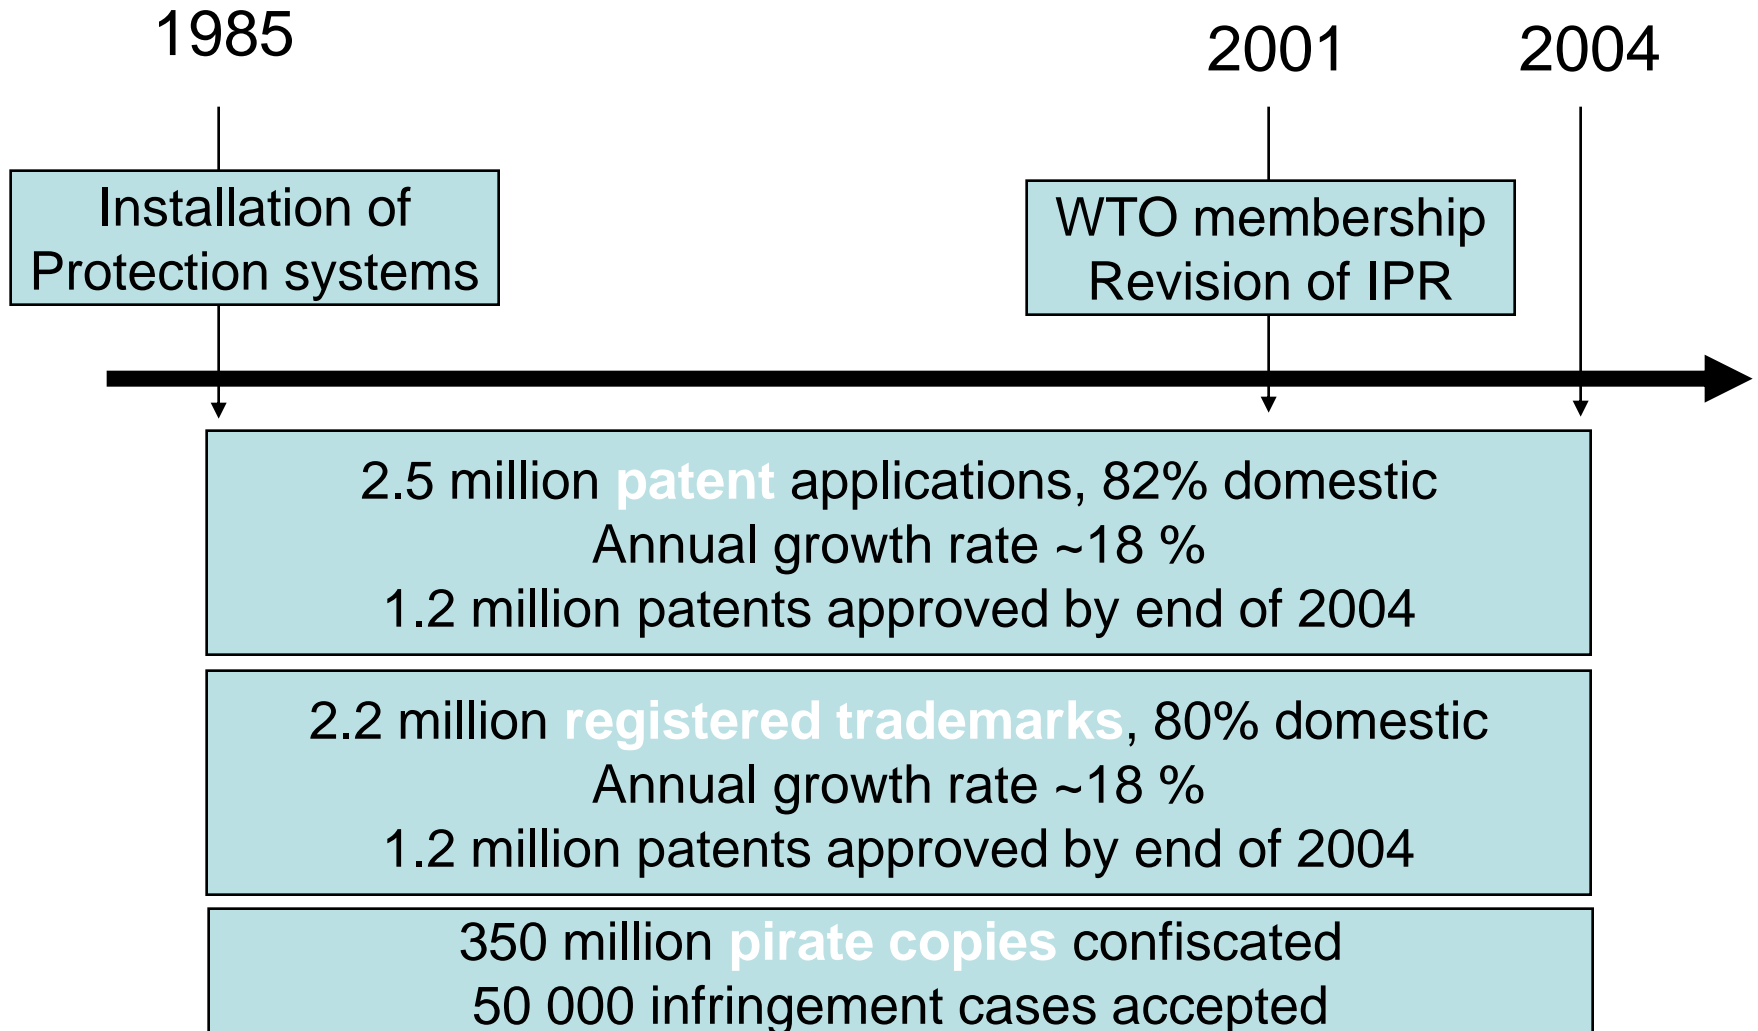 1985
2001
2004
Installation of
Protection systems
WTO membership
Revision of IPR
2.5 million patent applications, 82% domestic
Annual growth rate ~18 %
1.2 million patents approved by end of 2004
2.2 million registered trademarks, 80% domestic
Annual growth rate ~18 %
1.2 million patents approved by end of 2004
350 million pirate copies confiscated
50 000 infringement cases accepted